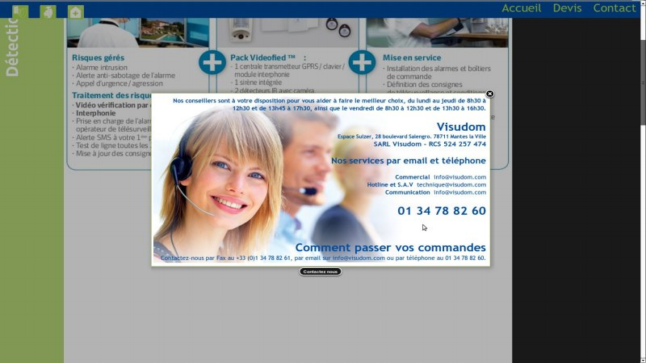 Accueil Devis Contact
Détectio
Risques gérés
- Alarme intrusion
- Alerte anti-sabotage de l'alarme
- Appel d'urgence / agression
Traitement des risque
- Vidéo vérification par
Interphonie
- Prise en charge de l'alar
opérateur de télésurveil
- Alerte SMS à votre 1ère
- Test de ligne toutes les
- Mise à jour des consigne
Pack Videofied ™ :
- 1 centrale transmetteur GPRS / clavier /
module interphonie
- 1 sirène intégrée
- 2 détecteurs IR avec caméra
Mise en service
- Installation des alarmes et boîtiers
de commande
- Définition des consignes
Nos conseillers sont à votre disposition pour vous aider à faire le meilleur choix, du lundi au jeudi de 8h30 à
12h30 et de 13h45 à 17h30, ainsi que le vendredi de 8h30 à 12h30 et de 13h30 à 16h30.
Visudom
Espace Sulzer, 28 boulevard Salengro. 78711 Mantes la Ville
SARL Visudom - RCS 524 257 474
Nos services par email et téléphone
Commercial info@visudom.com
Hotline et S.A.V technique@visudom.com
Communication info@visudom.com
01 34 78 82 60
Comment passer vos commandes
Contactez-nous par Fax au +33 (0)1 34 78 82 61, par email sur info@visudom.com ou par téléphone au 01 34 78 82 60.
Contactez nous